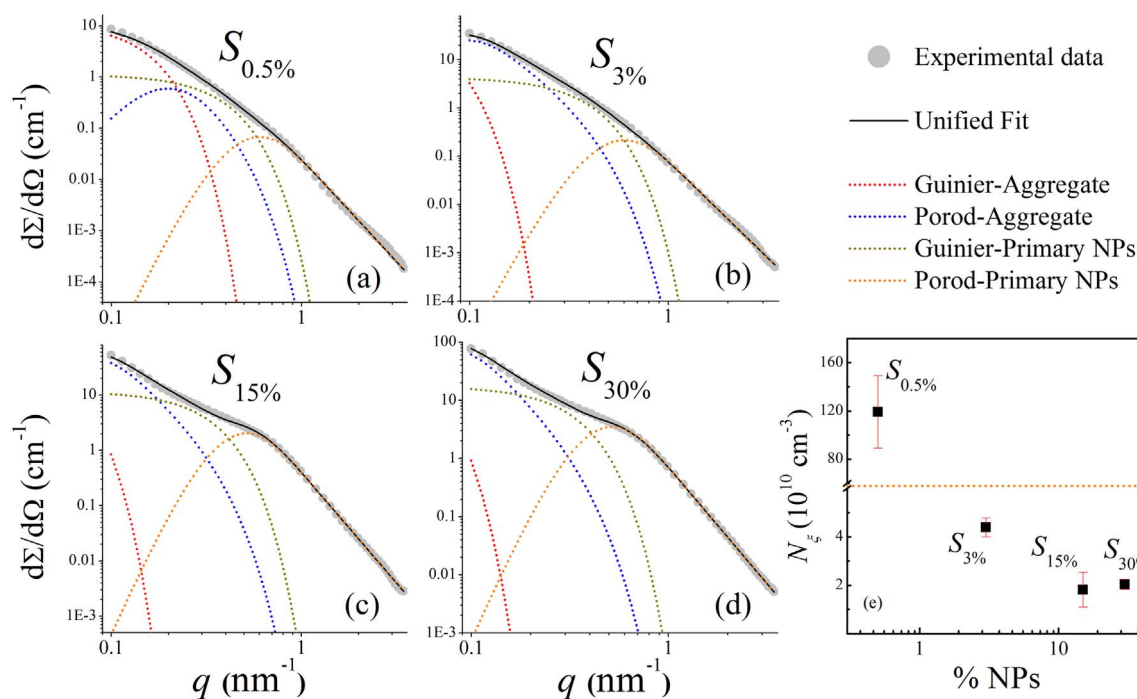 (a)
S0.5%
dΣ/dΩ (cm-1)
10
1
0.1
0.01
1E-3
1E-4
0.1
1
(b)
S3%
10
1
0.1
0.01
1E-3
1E-4
0.1
1
Experimental data
Unified Fit
Guinier-Aggregate
Porod-Aggregate
Guinier-Primary NPs
Porod-Primary NPs
(c)
S15%
dΣ/dΩ (cm-1)
10
1
0.1
0.01
1E-3
0.1
1
q (nm-1)
(d)
S30%
100
10
1
0.1
0.01
1E-3
0.1
1
q (nm-1)
Nξ (10^10 cm-3)
160
120
80
4
2
S0.5%
S3%
S15%
S30%
(e)
1
10
% NPs